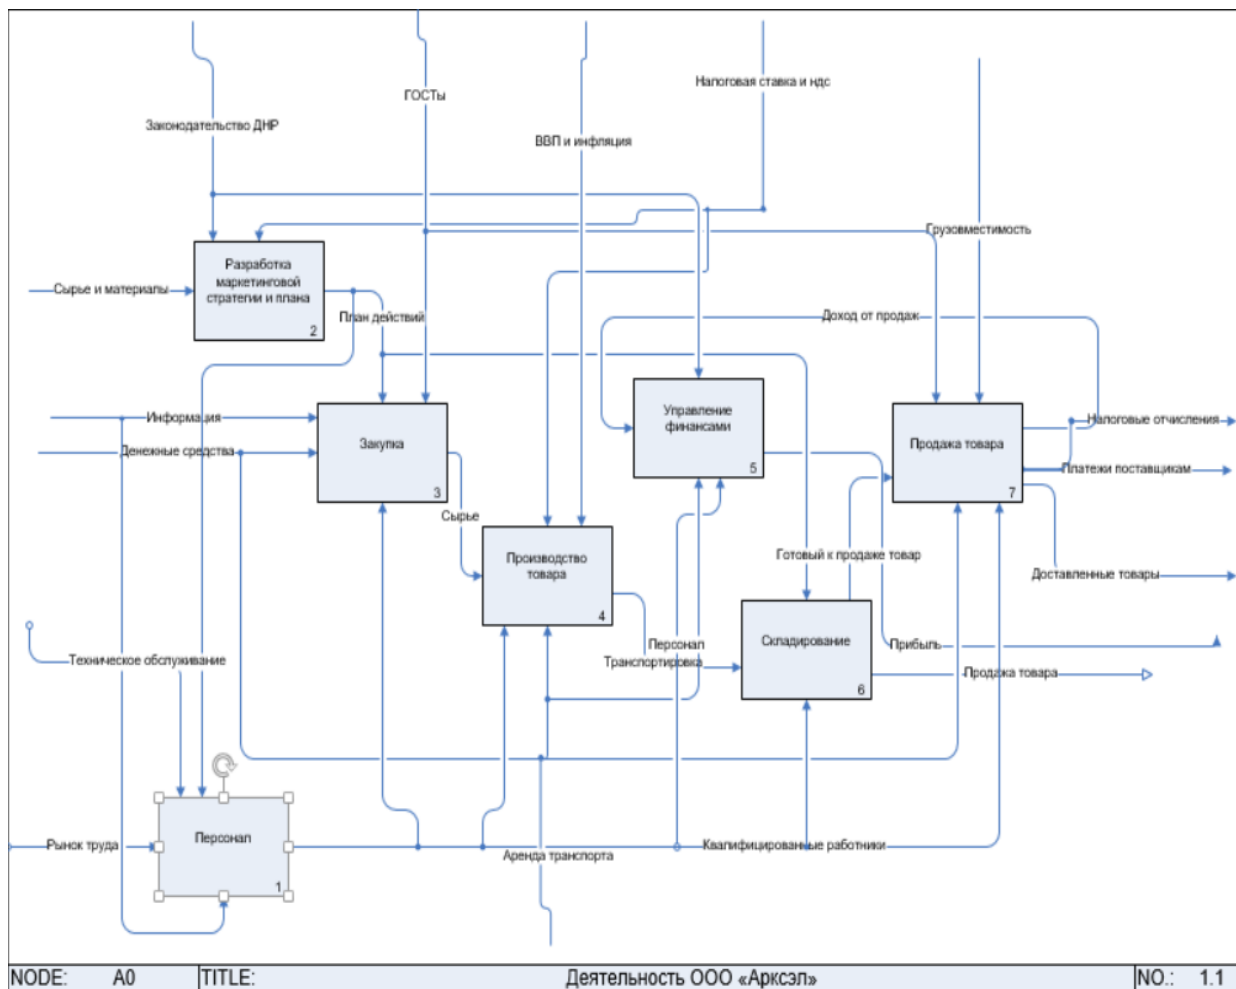 Налоговая ставка и ндс
ГОСТы
Законодательство ДНР
ВВП и инфляция
Грузовместимость
Разработка
маркетинговой
стратегии и плана
2
Сырье и материалы
План действий
Доход от продаж
Информация
Денежные средства
Закупка
3
Управление
финансами
5
Продажа товара
7
Налоговые отчисления
Платежи поставщикам
Сырье
Производство
товара
4
Готовый к продаже товар
Доставленные товары
Персонал
Транспортировка
Складирование
6
Прибыль
Продажа товара
Техническое обслуживание
Рынок труда
Персонал
1
Аренда транспорта
Квалифицированные работники
NODE: A0 TITLE: Деятельность ООО «Арксэл» NO.: 1.1